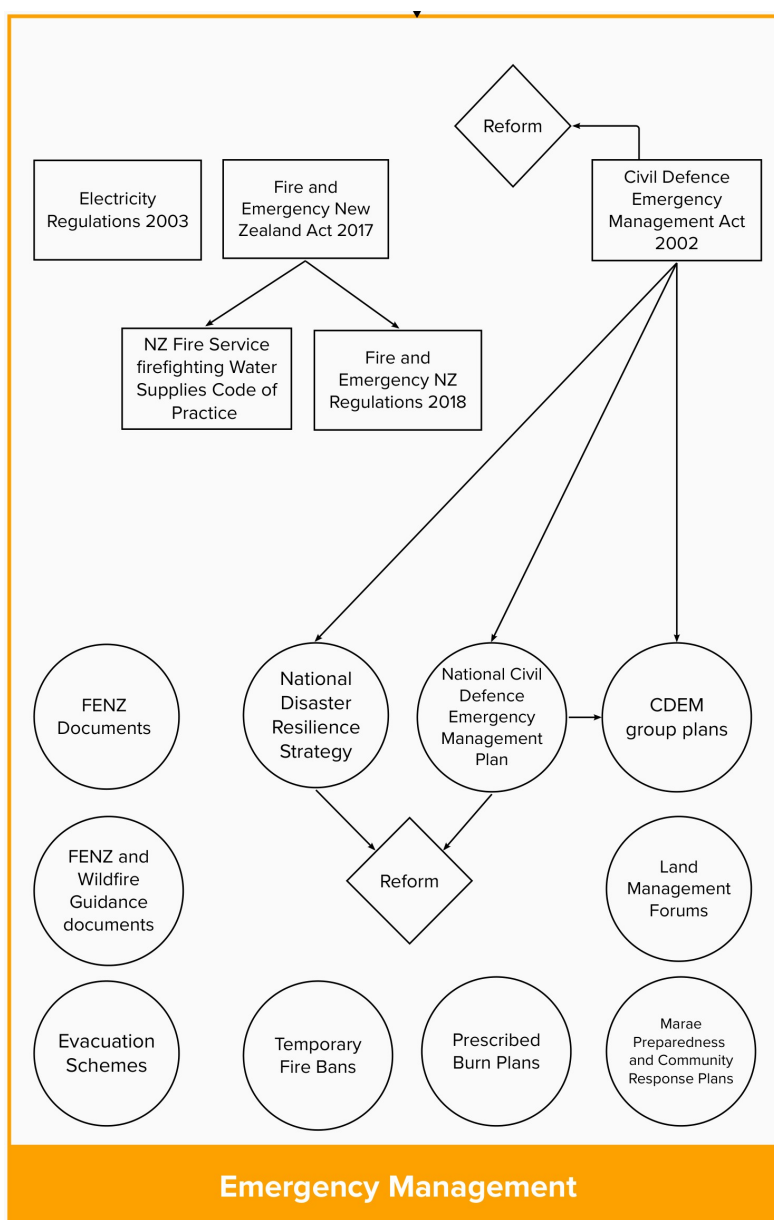 Reform
Electricity
Regulations 2003
Fire and
Emergency New
Zealand Act 2017
Civil Defence
Emergency
Management Act
2002
NZ Fire Service
firefighting Water
Supplies Code of
Practice
Fire and
Emergency NZ
Regulations 2018
FENZ
Documents
National
Disaster
Resilience
Strategy
National Civil
Defence
Emergency
Management
Plan
CDEM
group plans
FENZ and
Wildfire
Guidance
documents
Reform
Land
Management
Forums
Evacuation
Schemes
Temporary
Fire Bans
Prescribed
Burn Plans
Marae
Preparedness
and Community
Response Plans
Emergency Management